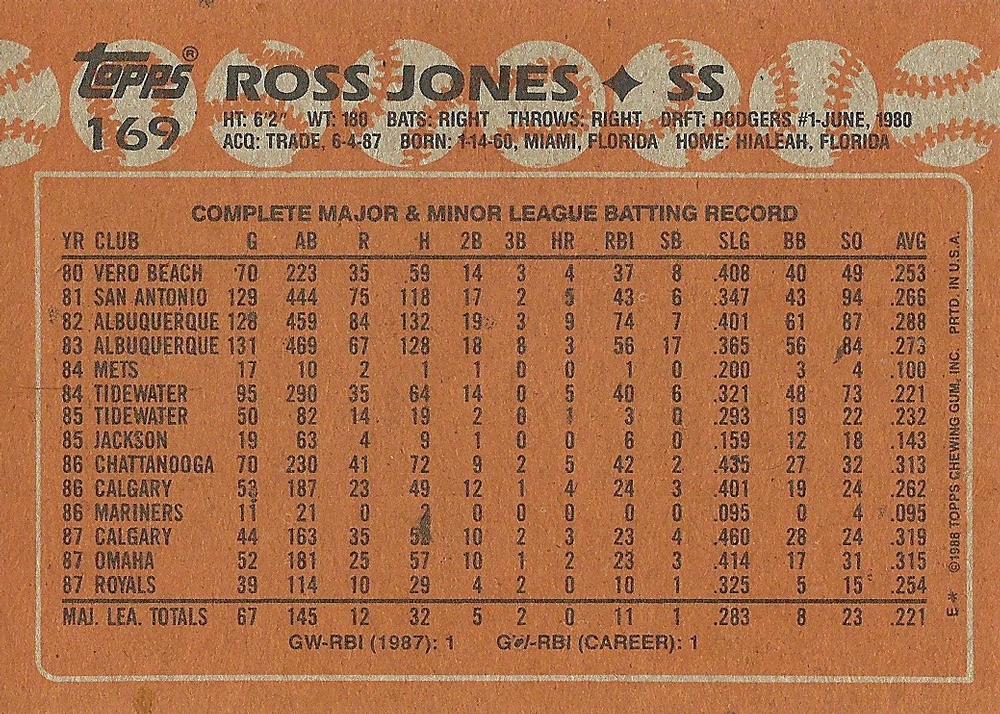 TOPPS®
169
ROSS JONES ✦ SS
HT: 6'2" WT: 180 BATS: RIGHT THROWS: RIGHT DRFT: DODGERS #1-JUNE, 1980
ACQ: TRADE, 6-4-87 BORN: 1-14-60, MIAMI, FLORIDA HOME: HIALEAH, FLORIDA
COMPLETE MAJOR & MINOR LEAGUE BATTING RECORD
YR CLUB G AB R H 2B 3B HR RBI SB SLG BB SO AVG
80 VERO BEACH 70 223 35 59 14 3 4 37 8 .408 40 49 .253
81 SAN ANTONIO 129 444 75 118 17 2 5 43 6 .347 43 94 .266
82 ALBUQUERQUE 128 459 84 132 19 3 9 74 7 .401 61 87 .288
83 ALBUQUERQUE 131 469 67 128 18 8 3 56 17 .365 56 84 .273
84 METS 17 10 2 1 1 0 0 1 0 .200 3 4 .100
84 TIDEWATER 95 290 35 64 14 0 5 40 6 .321 48 73 .221
85 TIDEWATER 50 82 14 19 2 0 1 3 0 .293 19 22 .232
85 JACKSON 19 63 4 9 1 0 0 6 0 .159 12 18 .143
86 CHATTANOOGA 70 230 41 72 9 2 5 42 2 .435 27 32 .313
86 CALGARY 53 187 23 49 12 1 4 24 3 .401 19 24 .262
86 MARINERS 11 21 0 2 0 0 0 0 0 .095 0 4 .095
87 CALGARY 44 163 35 52 10 2 3 23 4 .460 28 24 .319
87 OMAHA 52 181 25 57 10 1 2 23 3 .414 17 31 .315
87 ROYALS 39 114 10 29 4 2 0 10 1 .325 5 15 .254
MAJ. LEA. TOTALS 67 145 12 32 5 2 0 11 1 .283 8 23 .221
GW-RBI (1987): 1 GW-RBI (CAREER): 1
E* ©1988 TOPPS CHEWING GUM, INC. PRTD. IN U.S.A.